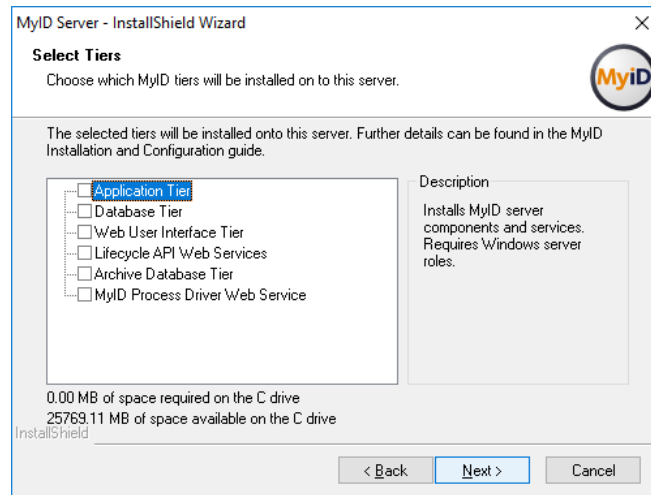 MyID Server - InstallShield Wizard
Select Tiers
Choose which MyID tiers will be installed on to this server.
MyiD
The selected tiers will be installed onto this server. Further details can be found in the MyID
Installation and Configuration guide.
Application Tier
Database Tier
Web User Interface Tier
Lifecycle API Web Services
Archive Database Tier
MyID Process Driver Web Service
Description
Installs MyID server
components and services.
Requires Windows server
roles.
0.00 MB of space required on the C drive
25769.11 MB of space available on the C drive
InstallShield
< Back
Next >
Cancel